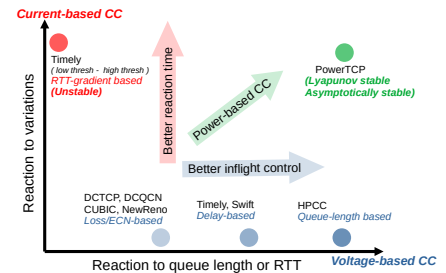 Current-based CC
Timely
( low thresh - high thresh )
RTT-gradient based
(Unstable)
PowerTCP
(Lyapunov stable
Asymptotically stable)
Better reaction time
Power-based CC
Better inflight control
Reaction to variations
DCTCP, DCQCN
CUBIC, NewReno
Loss/ECN-based
Timely, Swift
Delay-based
HPCC
Queue-length based
Voltage-based CC
Reaction to queue length or RTT